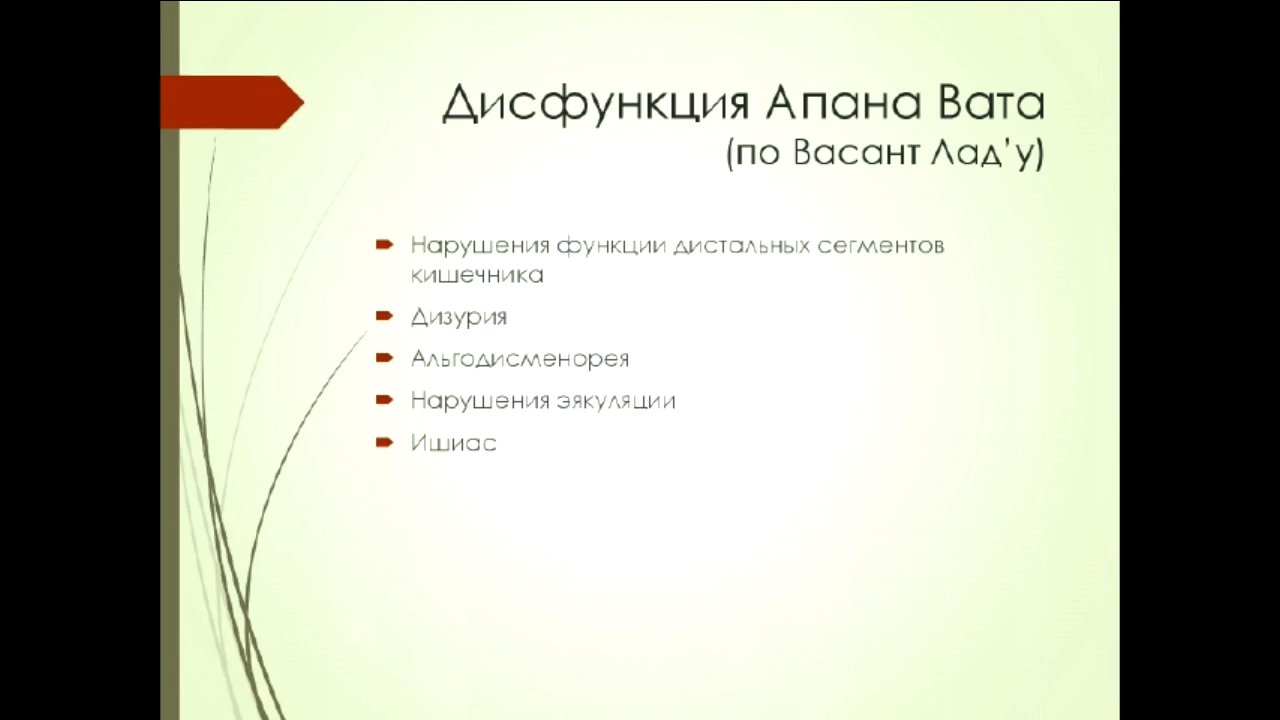 Дисфункция Апана Вата
(по Васант Лад'у)
Нарушения функции дистальных сегментов
кишечника
Дизурия
Альгодисменорея
Нарушения эякуляции
Ишиас